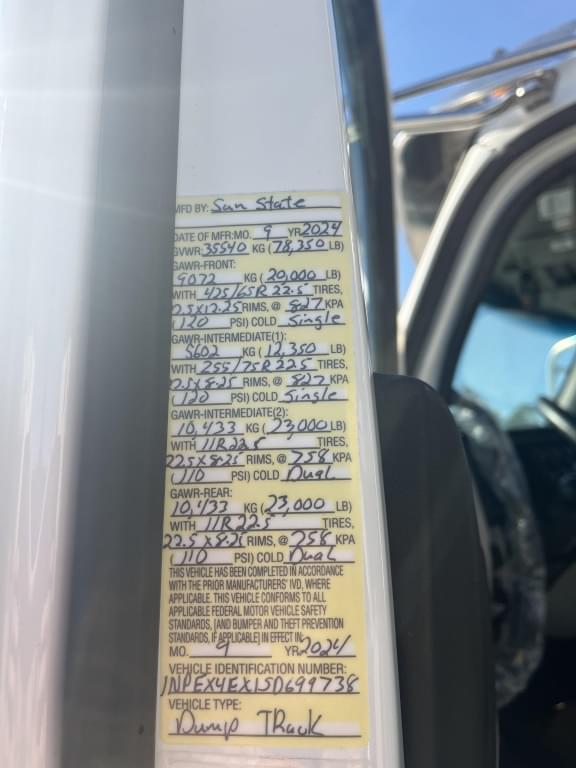 MFD BY: Sun State
DATE OF MFR:MO. 9 YR 2024
GVWR: 35540 KG (78,350 LB)
GAWR-FRONT:
9072 KG (20,000 LB)
WITH 425/65R 22.5 TIRES,
22.5X12.25 RIMS, @ 827 KPA
(120 PSI) COLD Single
GAWR-INTERMEDIATE(1):
5602 KG (12,350 LB)
WITH 255/75R 22.5 TIRES,
22.5X8.25 RIMS, @ 827 KPA
(120 PSI) COLD Single
GAWR-INTERMEDIATE(2):
10,433 KG (23,000 LB)
WITH 11R22.5 TIRES,
22.5X8.25 RIMS, @ 758 KPA
(110 PSI) COLD Dual
GAWR-REAR:
10,433 KG (23,000 LB)
WITH 11R22.5 TIRES,
22.5X8.25 RIMS, @ 758 KPA
(110 PSI) COLD Dual
THIS VEHICLE HAS BEEN COMPLETED IN ACCORDANCE
WITH THE PRIOR MANUFACTURERS' IVD, WHERE
APPLICABLE. THIS VEHICLE CONFORMS TO ALL
APPLICABLE FEDERAL MOTOR VEHICLE SAFETY
STANDARDS, [AND BUMPER AND THEFT PREVENTION
STANDARDS, IF APPLICABLE] IN EFFECT IN
MO. 9 YR 2024
VEHICLE IDENTIFICATION NUMBER:
1NPEX4EX1SD699738
VEHICLE TYPE:
Dump Truck